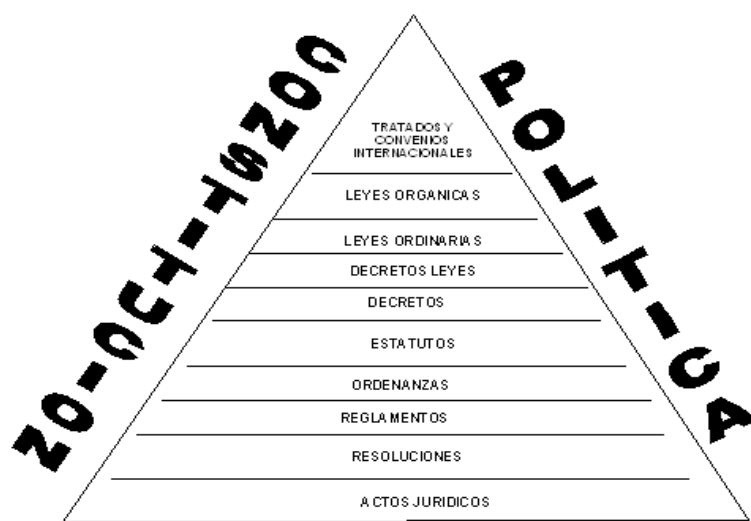 CONSTITUCION
POLITICA
TRATADOS Y
CONVENIOS
INTERNACIONALES
LEYES ORGANICAS
LEYES ORDINARIAS
DECRETOS LEYES
DECRETOS
ESTATUTOS
ORDENANZAS
REGLAMENTOS
RESOLUCIONES
ACTOS JURIDICOS